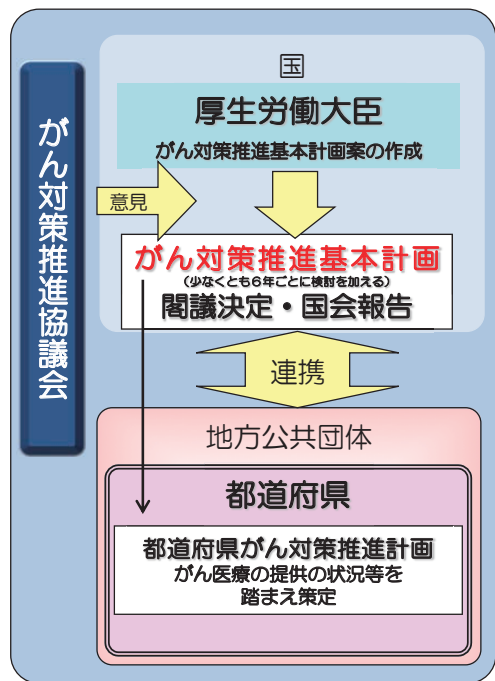 がん対策推進協議会
国
厚生労働大臣
がん対策推進基本計画案の作成
意見
がん対策推進基本計画
(少なくとも6年ごとに検討を加える)
閣議決定・国会報告
連携
地方公共団体
都道府県
都道府県がん対策推進計画
がん医療の提供の状況等を
踏まえ策定